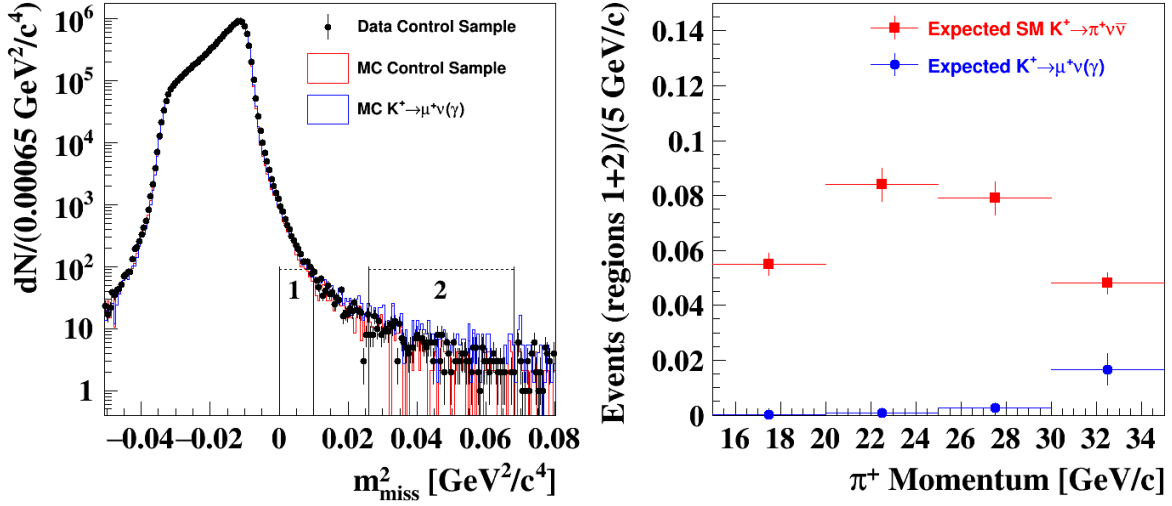 dN/(0.00065 GeV²/c⁴)
10⁶
10⁵
10⁴
10³
10²
10
1
Data Control Sample
MC Control Sample
MC K⁺→μ⁺ν(γ)
1
2
−0.04 −0.02 0 0.02 0.04 0.06 0.08
m²miss [GeV²/c⁴]
Events (regions 1+2)/(5 GeV/c)
0.14
0.12
0.1
0.08
0.06
0.04
0.02
0
Expected SM K⁺→π⁺νν̅
Expected K⁺→μ⁺ν(γ)
16 18 20 22 24 26 28 30 32 34
π⁺ Momentum [GeV/c]